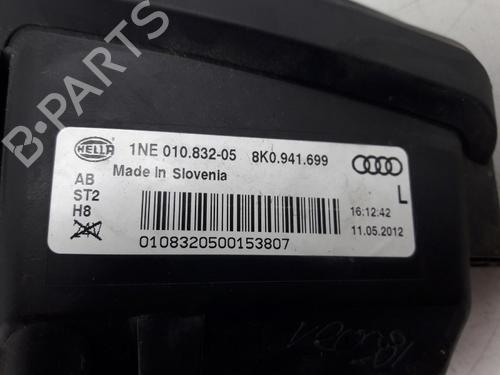 B-PARTS
HELLA
1NE 010.832-05 8K0.941.699
Made In Slovenia
AB
ST2
H8
L
16:12:42
11.05.2012
0108320500153807